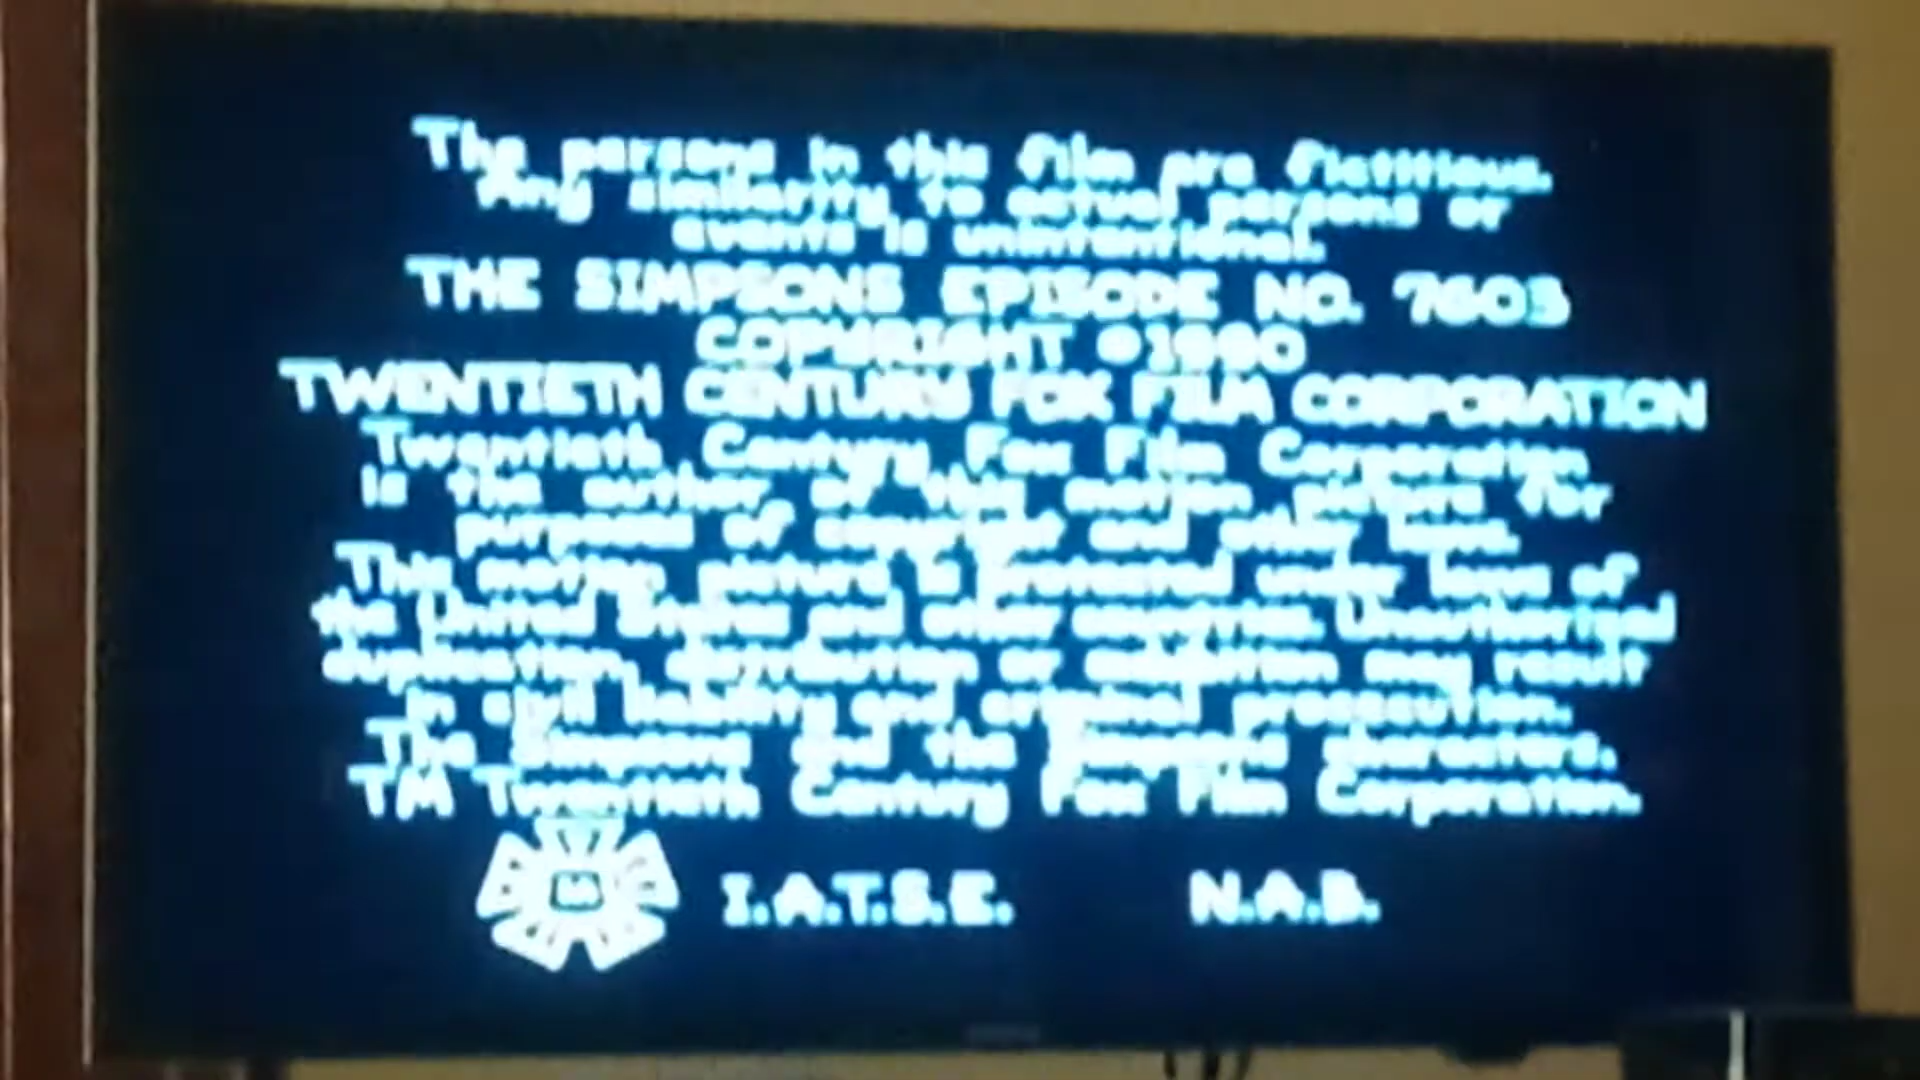 The persons in this film are fictitious.
Any similarity to actual persons or
events is unintentional.
THE SIMPSONS EPISODE NO. 7G03
COPYRIGHT ©1990
TWENTIETH CENTURY FOX FILM CORPORATION
Twentieth Century Fox Film Corporation
is the author of this motion picture for
purposes of copyright and other laws.
This motion picture is protected under laws of
the United States and other countries. Unauthorized
duplication, distribution or exhibition may result
in civil liability and criminal prosecution.
The Simpsons and the Simpsons characters,
TM Twentieth Century Fox Film Corporation.
I.A.T.S.E. N.A.B.